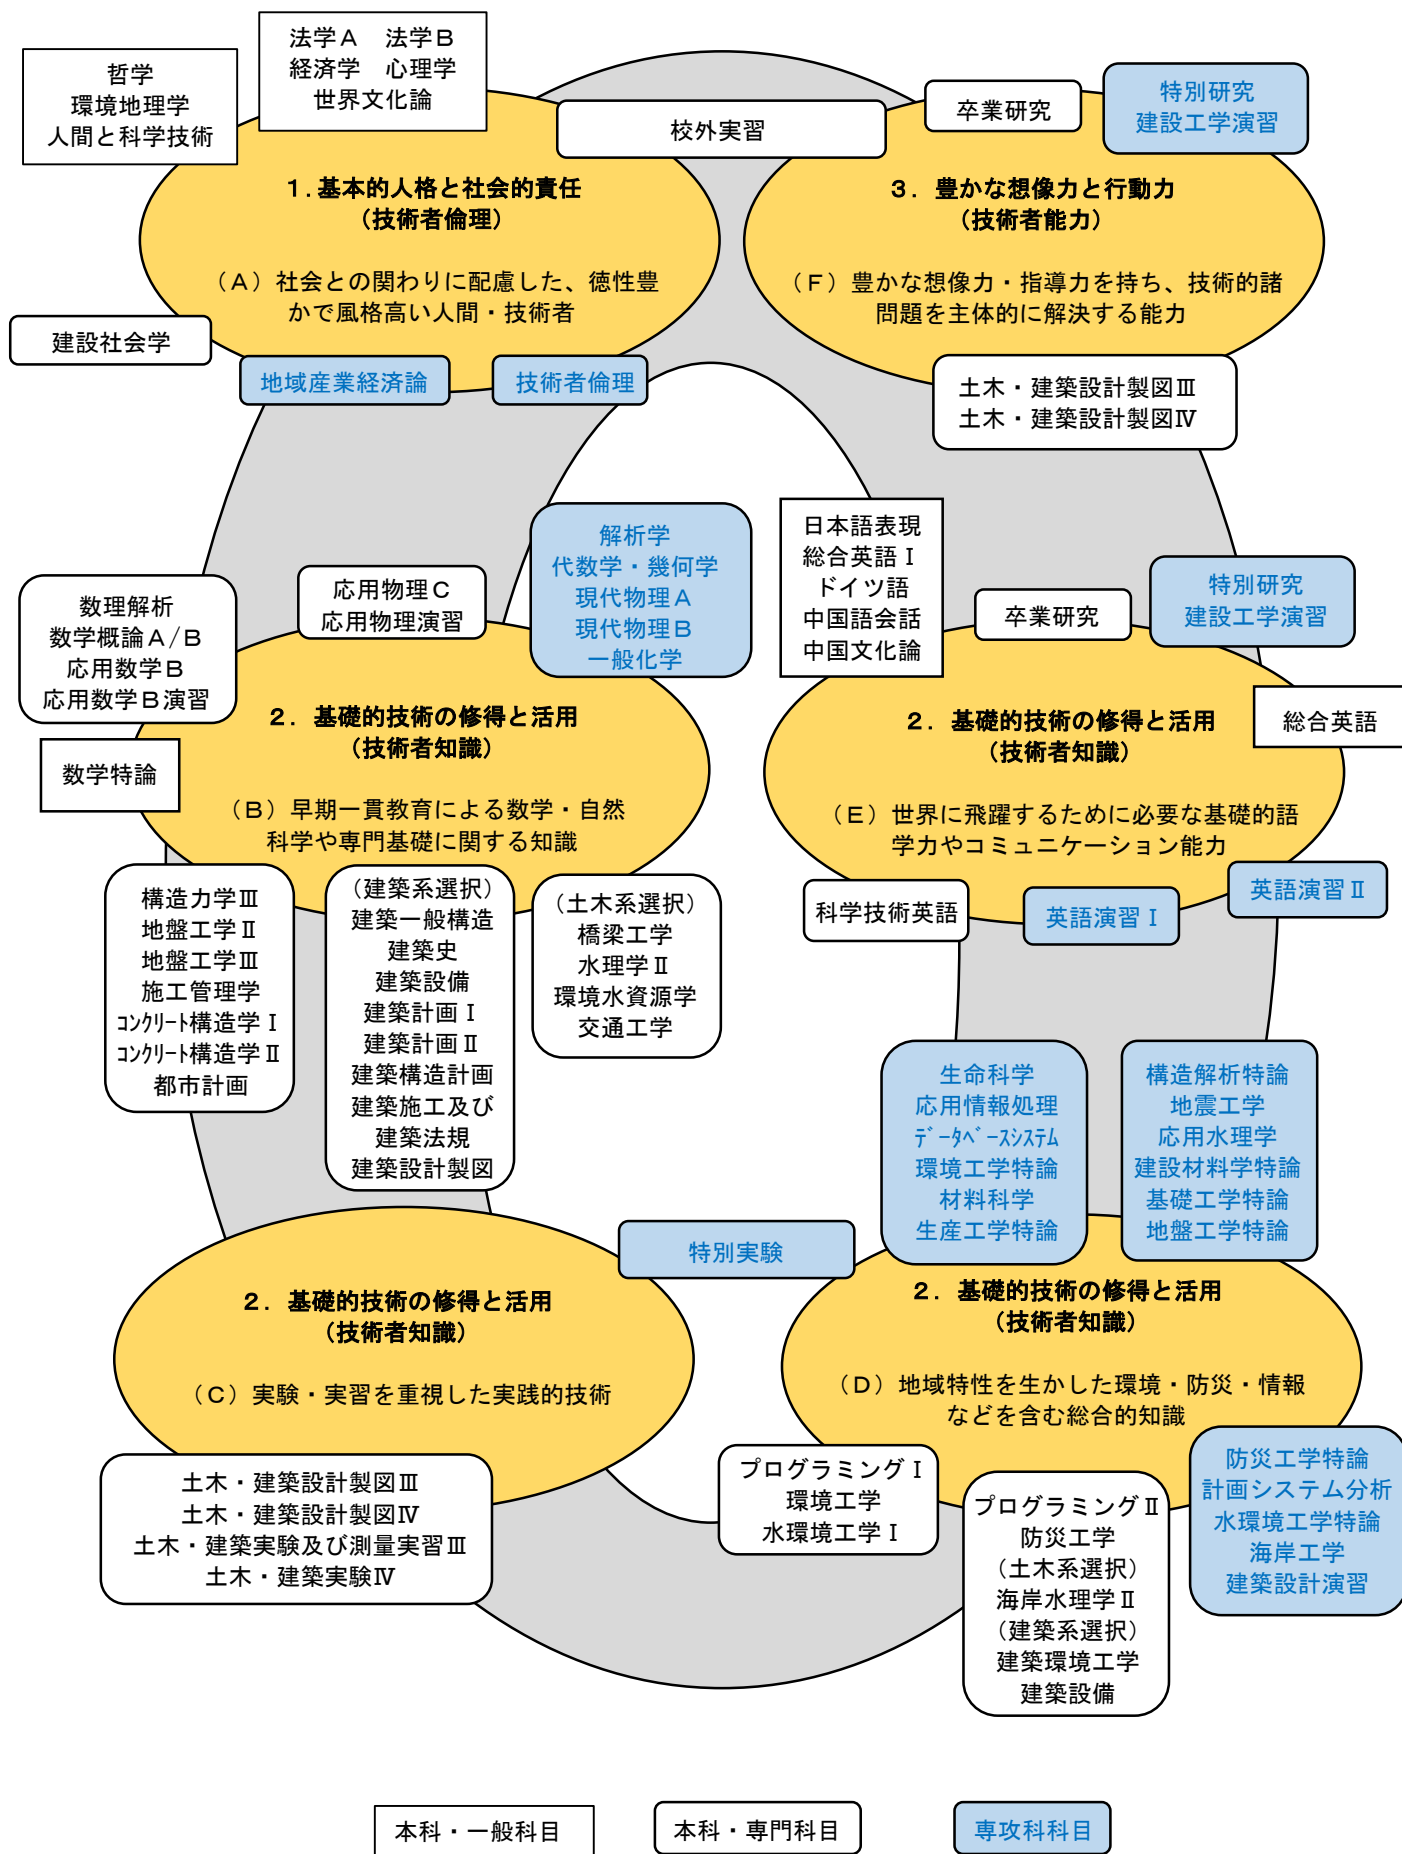 哲学
環境地理学
人間と科学技術
法学Ａ　法学Ｂ
経済学　心理学
世界文化論
校外実習
卒業研究
特別研究
建設工学演習
１.基本的人格と社会的責任
（技術者倫理）
（Ａ）社会との関わりに配慮した、徳性豊
かで風格高い人間・技術者
建設社会学
地域産業経済論
技術者倫理
３．豊かな想像力と行動力
（技術者能力）
（Ｆ）豊かな想像力・指導力を持ち、技術的諸
問題を主体的に解決する能力
土木・建築設計製図Ⅲ
土木・建築設計製図Ⅳ
数理解析
数学概論Ａ/Ｂ
応用数学Ｂ
応用数学Ｂ演習
数学特論
応用物理Ｃ
応用物理演習
解析学
代数学・幾何学
現代物理Ａ
現代物理Ｂ
一般化学
２．基礎的技術の修得と活用
（技術者知識）
（Ｂ）早期一貫教育による数学・自然
科学や専門基礎に関する知識
日本語表現
総合英語Ⅰ
ドイツ語
中国語会話
中国文化論
卒業研究
特別研究
建設工学演習
総合英語
２．基礎的技術の修得と活用
（技術者知識）
（Ｅ）世界に飛躍するために必要な基礎的語
学力やコミュニケーション能力
科学技術英語
英語演習Ⅰ
英語演習Ⅱ
構造力学Ⅲ
地盤工学Ⅱ
地盤工学Ⅲ
施工管理学
ｺﾝｸﾘｰﾄ構造学Ⅰ
ｺﾝｸﾘｰﾄ構造学Ⅱ
都市計画
（建築系選択）
建築一般構造
建築史
建築設備
建築計画Ⅰ
建築計画Ⅱ
建築構造計画
建築施工及び
建築法規
建築設計製図
（土木系選択）
橋梁工学
水理学Ⅱ
環境水資源学
交通工学
生命科学
応用情報処理
ﾃﾞｰﾀﾍﾞｰｽｼｽﾃﾑ
環境工学特論
材料科学
生産工学特論
構造解析特論
地震工学
応用水理学
建設材料学特論
基礎工学特論
地盤工学特論
特別実験
２．基礎的技術の修得と活用
（技術者知識）
（Ｃ）実験・実習を重視した実践的技術
土木・建築設計製図Ⅲ
土木・建築設計製図Ⅳ
土木・建築実験及び測量実習Ⅲ
土木・建築実験Ⅳ
２．基礎的技術の修得と活用
（技術者知識）
（Ｄ）地域特性を生かした環境・防災・情報
などを含む総合的知識
プログラミングⅠ
環境工学
水環境工学Ⅰ
プログラミングⅡ
防災工学
（土木系選択）
海岸水理学Ⅱ
（建築系選択）
建築環境工学
建築設備
防災工学特論
計画システム分析
水環境工学特論
海岸工学
建築設計演習
本科・一般科目
本科・専門科目
専攻科科目